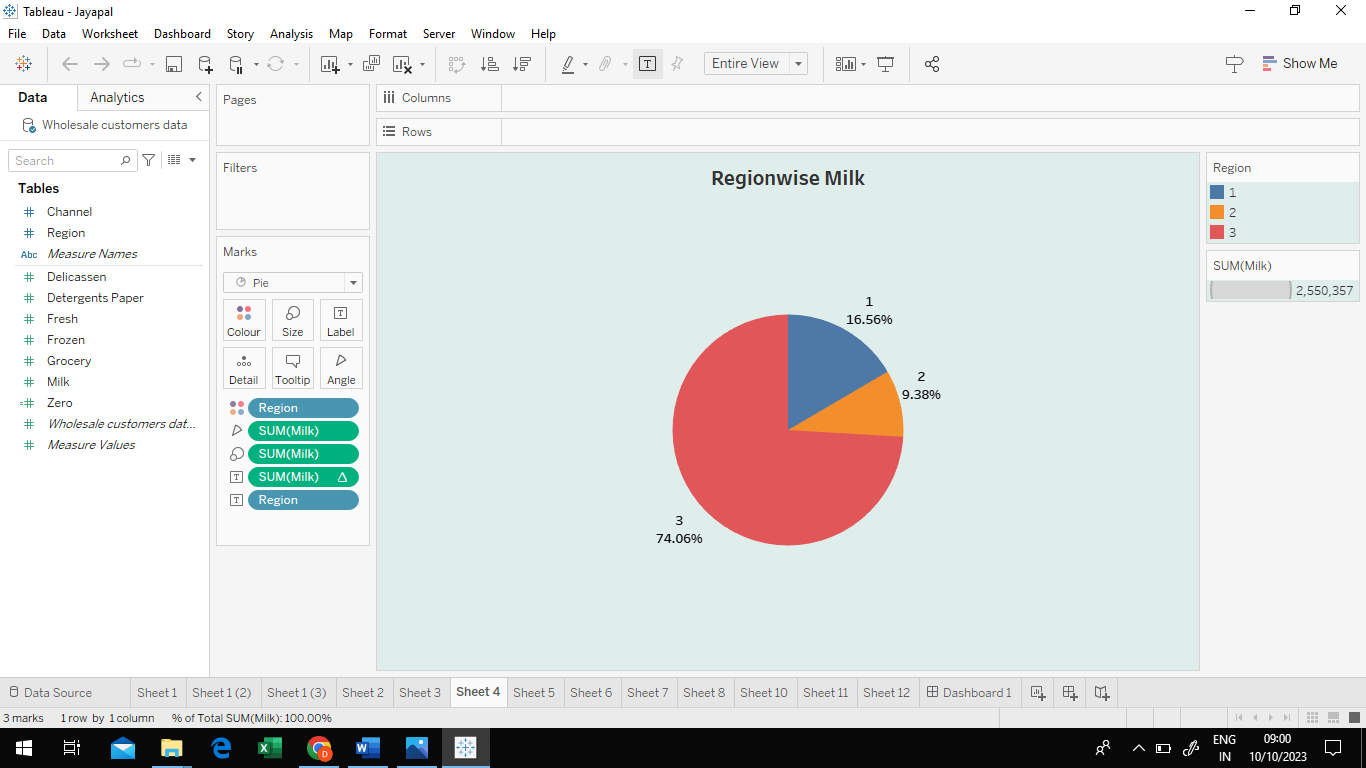 Tableau - Jayapal
File Data Worksheet Dashboard Story Analysis Map Format Server Window Help
Entire View
Show Me
Data Analytics
Wholesale customers data
Search
Tables
Channel
Region
Abc Measure Names
Delicassen
Detergents Paper
Fresh
Frozen
Grocery
Milk
Zero
Wholesale customers dat...
Measure Values
Pages
Filters
Marks
Pie
Colour Size Label
Detail Tooltip Angle
Region
SUM(Milk)
SUM(Milk)
SUM(Milk) △
Region
Columns
Rows
Regionwise Milk
1
16.56%
2
9.38%
3
74.06%
Region
1
2
3
SUM(Milk)
2,550,357
Data Source Sheet 1 Sheet 1 (2) Sheet 1 (3) Sheet 2 Sheet 3 Sheet 4 Sheet 5 Sheet 6 Sheet 7 Sheet 8 Sheet 10 Sheet 11 Sheet 12 Dashboard 1
3 marks 1 row by 1 column % of Total SUM(Milk): 100.00%
ENG 09:00
IN 10/10/2023